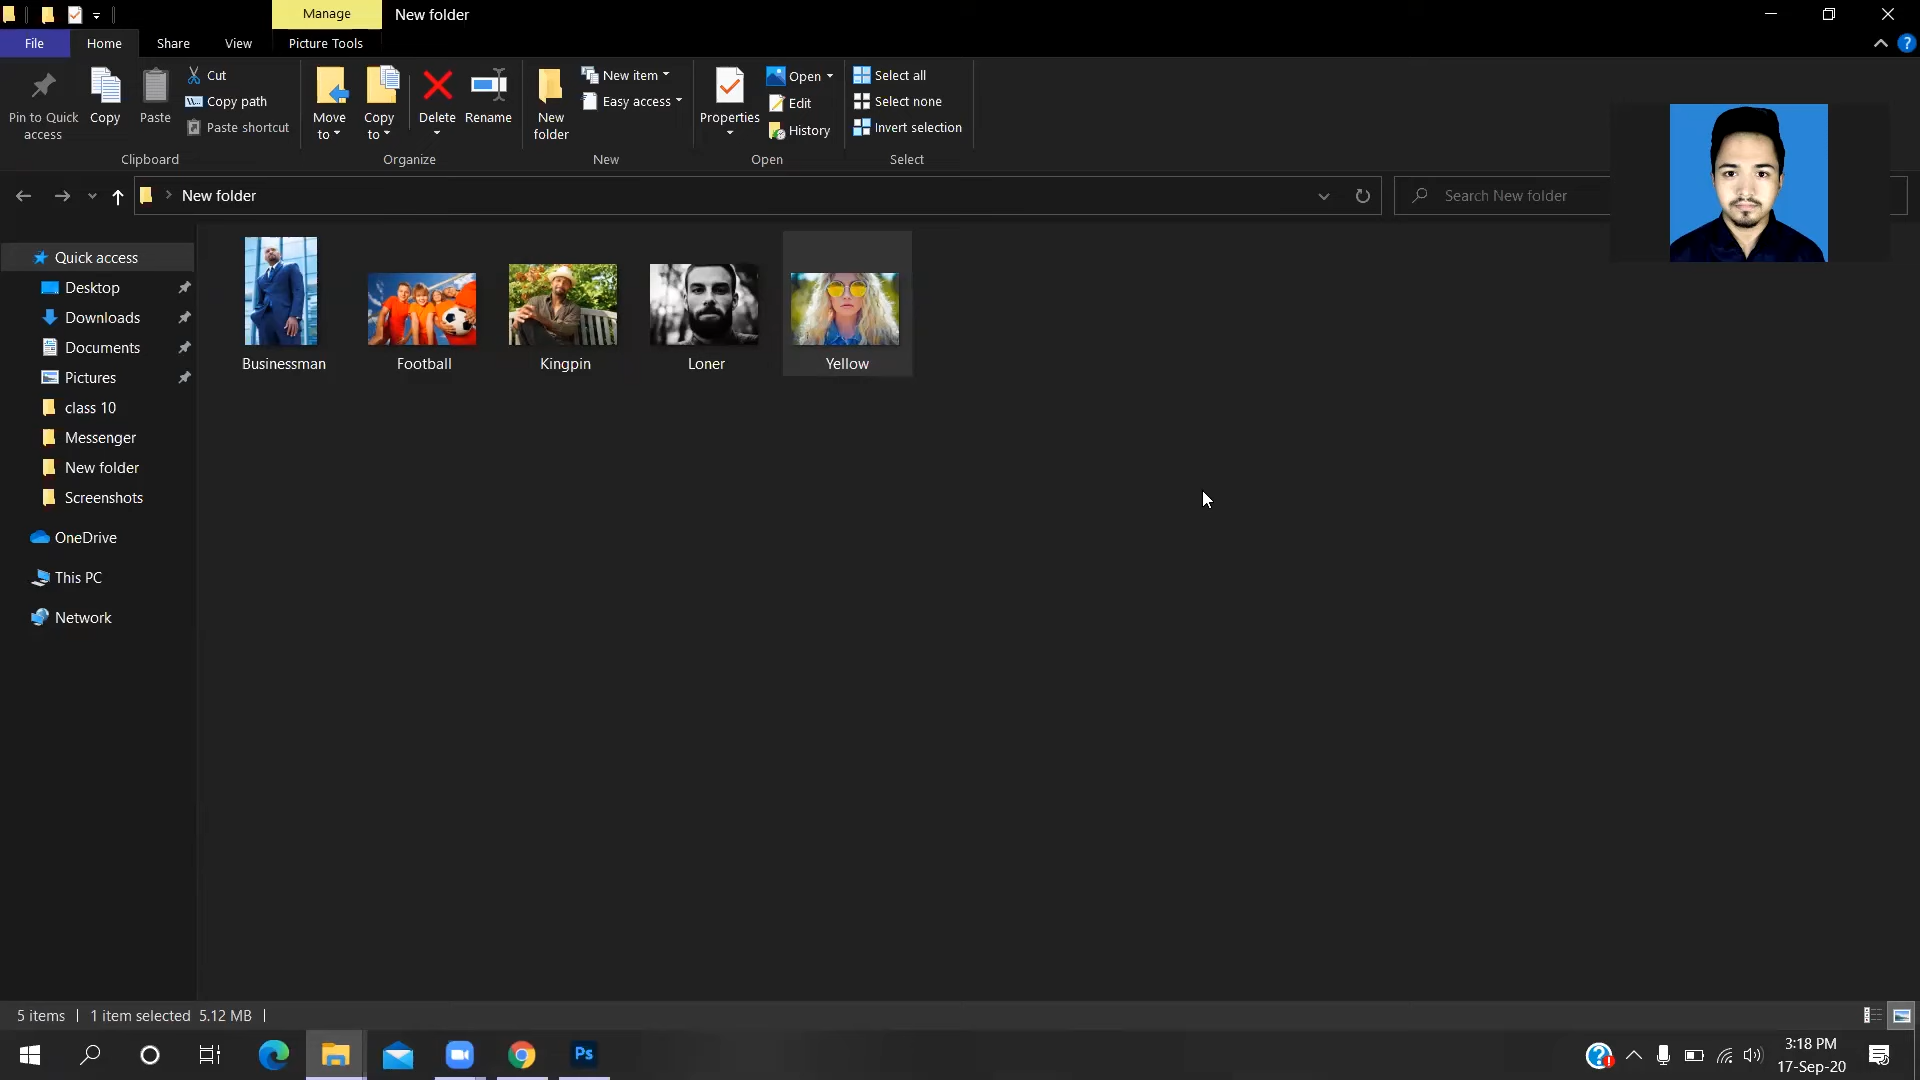 Manage
New folder
File
Home
Share
View
Picture Tools
Pin to Quick
access
Copy
Paste
Cut
Copy path
Paste shortcut
Clipboard
Move
to
Copy
to
Delete
Rename
Organize
New
folder
New item
Easy access
New
Properties
Open
Edit
History
Open
Select all
Select none
Invert selection
Select
New folder
Search New folder
Quick access
Desktop
Downloads
Documents
Pictures
class 10
Messenger
New folder
Screenshots
OneDrive
This PC
Network
Businessman
Football
Kingpin
Loner
Yellow
5 items
1 item selected 5.12 MB
Ps
3:18 PM
17-Sep-20